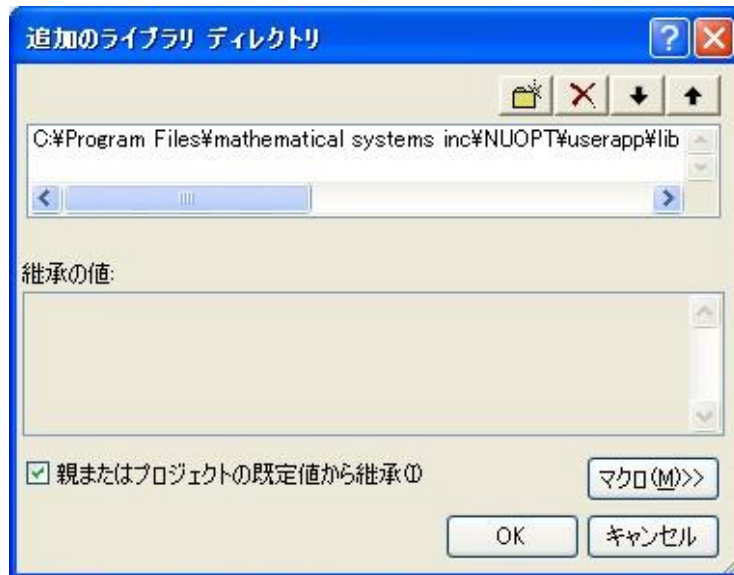 追加のライブラリ ディレクトリ
C:¥Program Files¥mathematical systems inc¥NUOPT¥userapp¥lib
継承の値:
親またはプロジェクトの既定値から継承(I)
マクロ(M)>>
OK
キャンセル